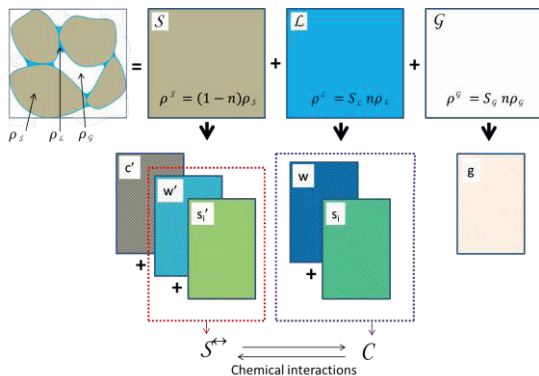 𝒮
ℒ
𝒢
=
+
+
ρ^𝒮 = (1−n)ρ_𝒮
ρ^ℒ = S_ℒ nρ_ℒ
ρ^𝒢 = S_𝒢 nρ_𝒢
ρ_𝒮
ρ_ℒ
ρ_𝒢
c'
w'
s_i'
+
+
w
s_i
+
g
S^↔
C
Chemical interactions